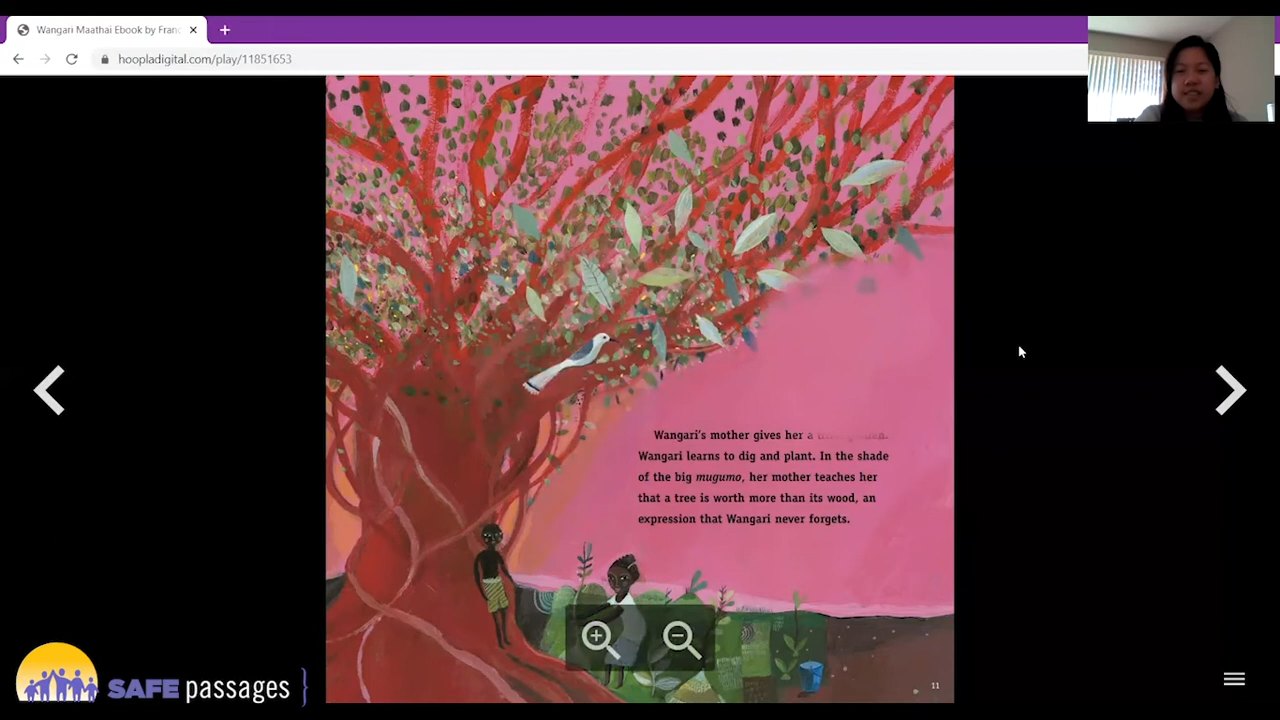 Wangari Maathai Ebook by Franc
hoopladigital.com/play/11851653
Wangari's mother gives her a
Wangari learns to dig and plant. In the shade
of the big mugumo, her mother teaches her
that a tree is worth more than its wood, an
expression that Wangari never forgets.
11
SAFE passages